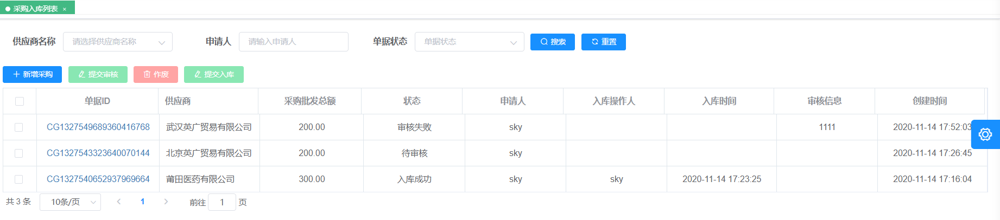 采购入库列表 ×
供应商名称 请选择供应商名称 申请人 请输入申请人 单据状态 单据状态 搜索 重置
新增采购 提交审核 作废 提交入库
单据ID 供应商 采购批发总额 状态 申请人 入库操作人 入库时间 审核信息 创建时间
CG1327549689360416768 武汉英广贸易有限公司 200.00 审核失败 sky 1111 2020-11-14 17:52:03
CG1327543323640070144 北京英广贸易有限公司 200.00 待审核 sky 2020-11-14 17:26:45
CG1327540652937969664 莆田医药有限公司 300.00 入库成功 sky sky 2020-11-14 17:23:25 2020-11-14 17:16:04
共 3 条 10条/页 1 前往 1 页